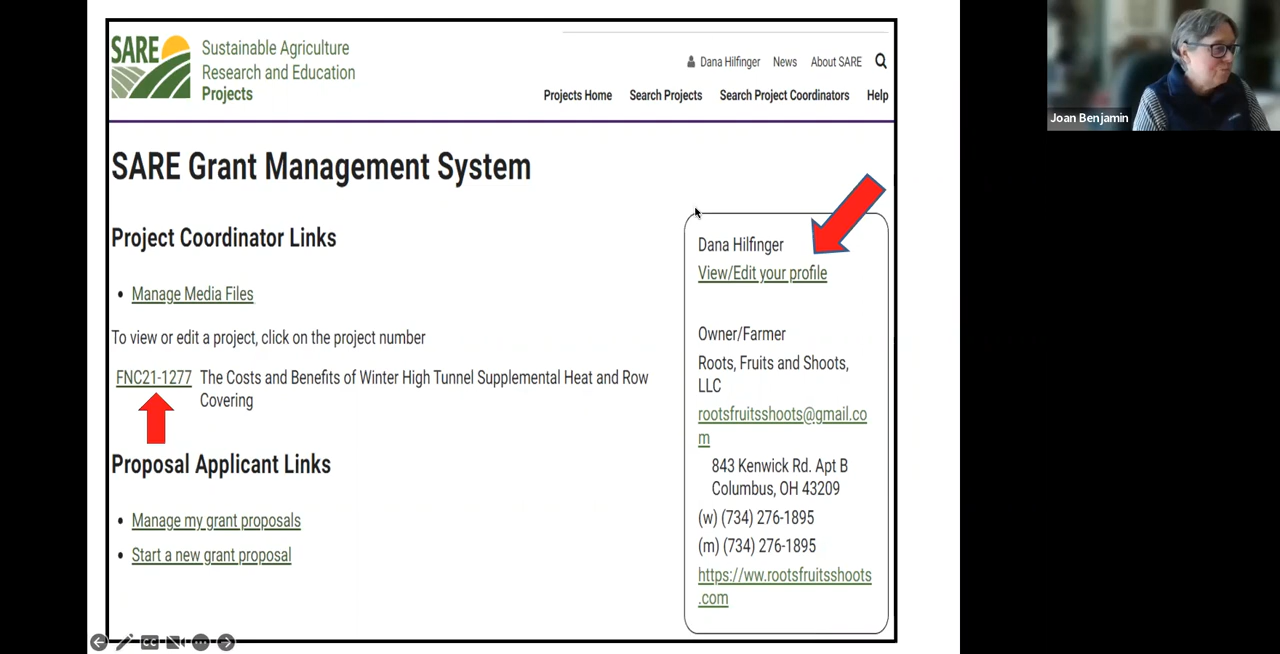 SARE
Sustainable Agriculture
Research and Education
Projects
Dana Hilfinger News About SARE
Projects Home Search Projects Search Project Coordinators Help
SARE Grant Management System
Project Coordinator Links
Manage Media Files
To view or edit a project, click on the project number
FNC21-1277 The Costs and Benefits of Winter High Tunnel Supplemental Heat and Row
Covering
Proposal Applicant Links
Manage my grant proposals
Start a new grant proposal
Dana Hilfinger
View/Edit your profile
Owner/Farmer
Roots, Fruits and Shoots,
LLC
rootsfruitsshoots@gmail.co
m
843 Kenwick Rd. Apt B
Columbus, OH 43209
(w) (734) 276-1895
(m) (734) 276-1895
https://ww.rootsfruitsshoots
.com
CC
Joan Benjamin